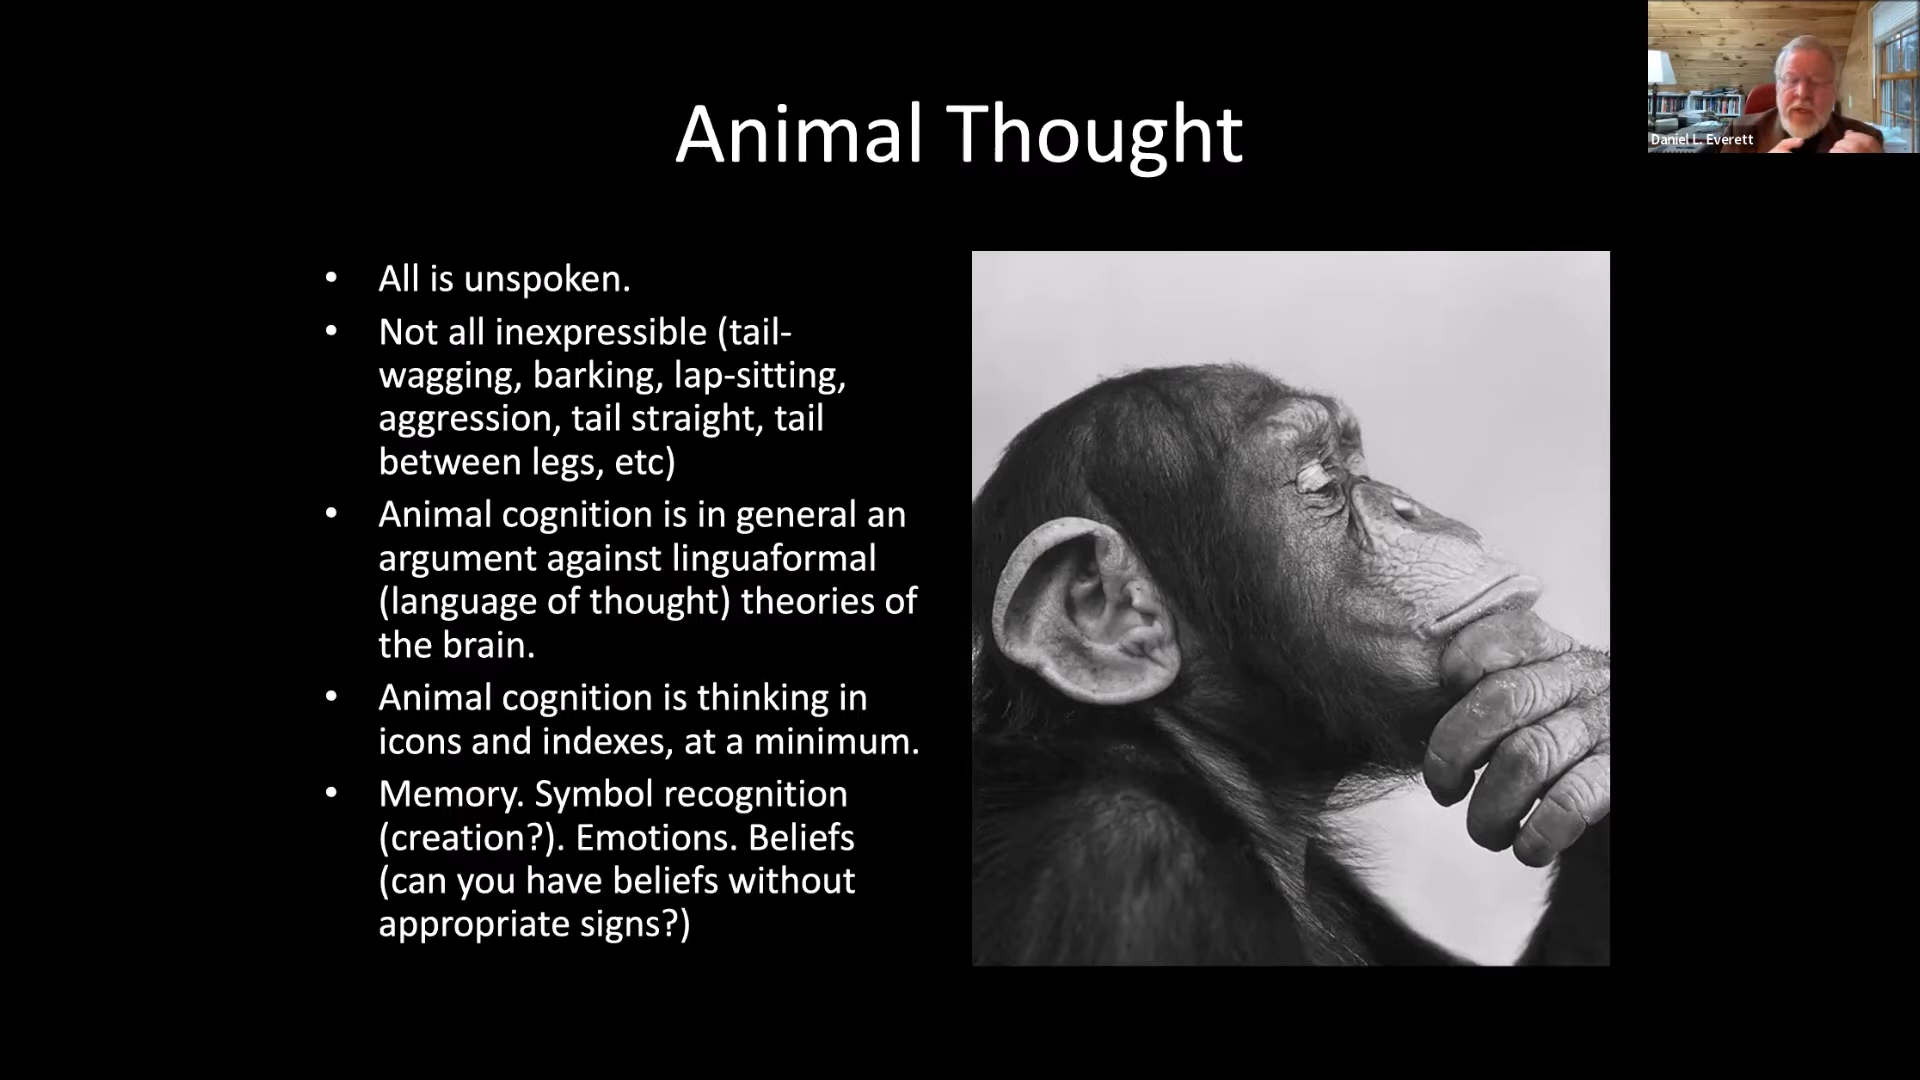 Animal Thought
Daniel L. Everett
• All is unspoken.
• Not all inexpressible (tail-
wagging, barking, lap-sitting,
aggression, tail straight, tail
between legs, etc)
• Animal cognition is in general an
argument against linguaformal
(language of thought) theories of
the brain.
• Animal cognition is thinking in
icons and indexes, at a minimum.
• Memory. Symbol recognition
(creation?). Emotions. Beliefs
(can you have beliefs without
appropriate signs?)